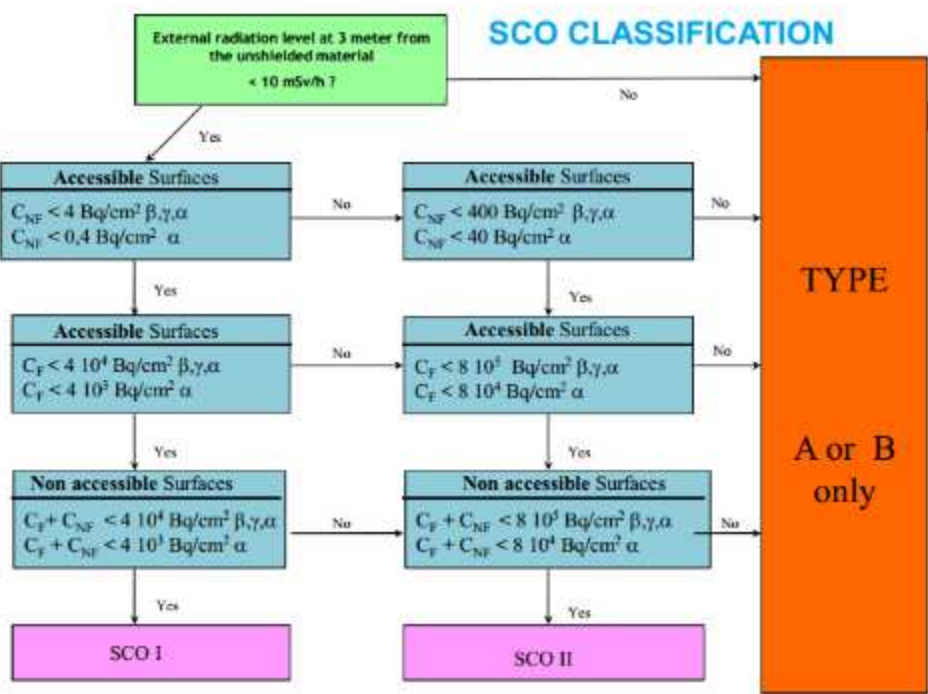 SCO CLASSIFICATION
External radiation level at 3 meter from
the unshielded material
< 10 mSv/h ?
No
Yes
Accessible Surfaces
C_NF < 4 Bq/cm² β,γ,α
C_NF < 0,4 Bq/cm² α
No
Accessible Surfaces
C_NF < 400 Bq/cm² β,γ,α
C_NF < 40 Bq/cm² α
No
Yes
Yes
Accessible Surfaces
C_F < 4 10⁴ Bq/cm² β,γ,α
C_F < 4 10³ Bq/cm² α
No
Accessible Surfaces
C_F < 8 10⁵ Bq/cm² β,γ,α
C_F < 8 10⁴ Bq/cm² α
No
Yes
Yes
Non accessible Surfaces
C_F + C_NF < 4 10⁴ Bq/cm² β,γ,α
C_F + C_NF < 4 10³ Bq/cm² α
No
Non accessible Surfaces
C_F + C_NF < 8 10⁵ Bq/cm² β,γ,α
C_F + C_NF < 8 10⁴ Bq/cm² α
No
Yes
Yes
SCO I
SCO II
TYPE
A or B
only